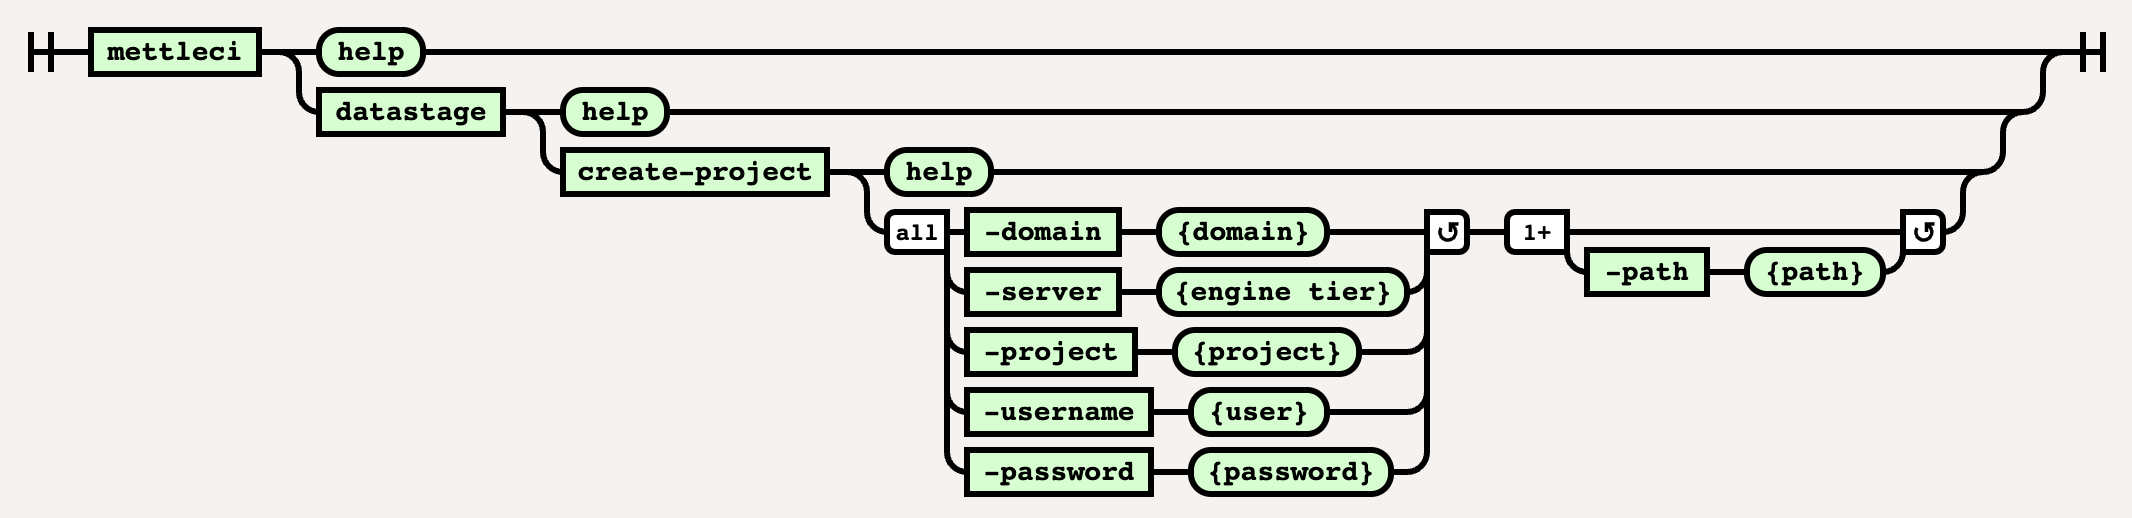 mettleci help
datastage help
create-project help
all -domain {domain} ↺ 1+ ↺
-path {path}
-server {engine tier}
-project {project}
-username {user}
-password {password}